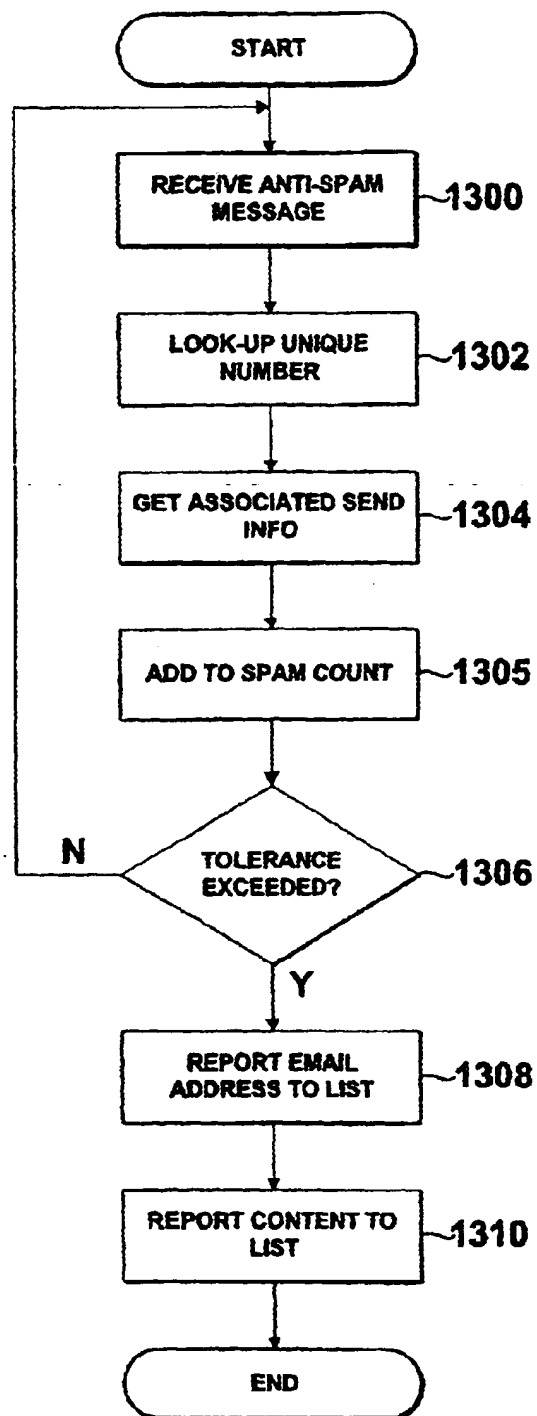 START
RECEIVE ANTI-SPAM
MESSAGE
1300
LOOK-UP UNIQUE
NUMBER
1302
GET ASSOCIATED SEND
INFO
1304
ADD TO SPAM COUNT
1305
N
TOLERANCE
EXCEEDED?
1306
Y
REPORT EMAIL
ADDRESS TO LIST
1308
REPORT CONTENT TO
LIST
1310
END